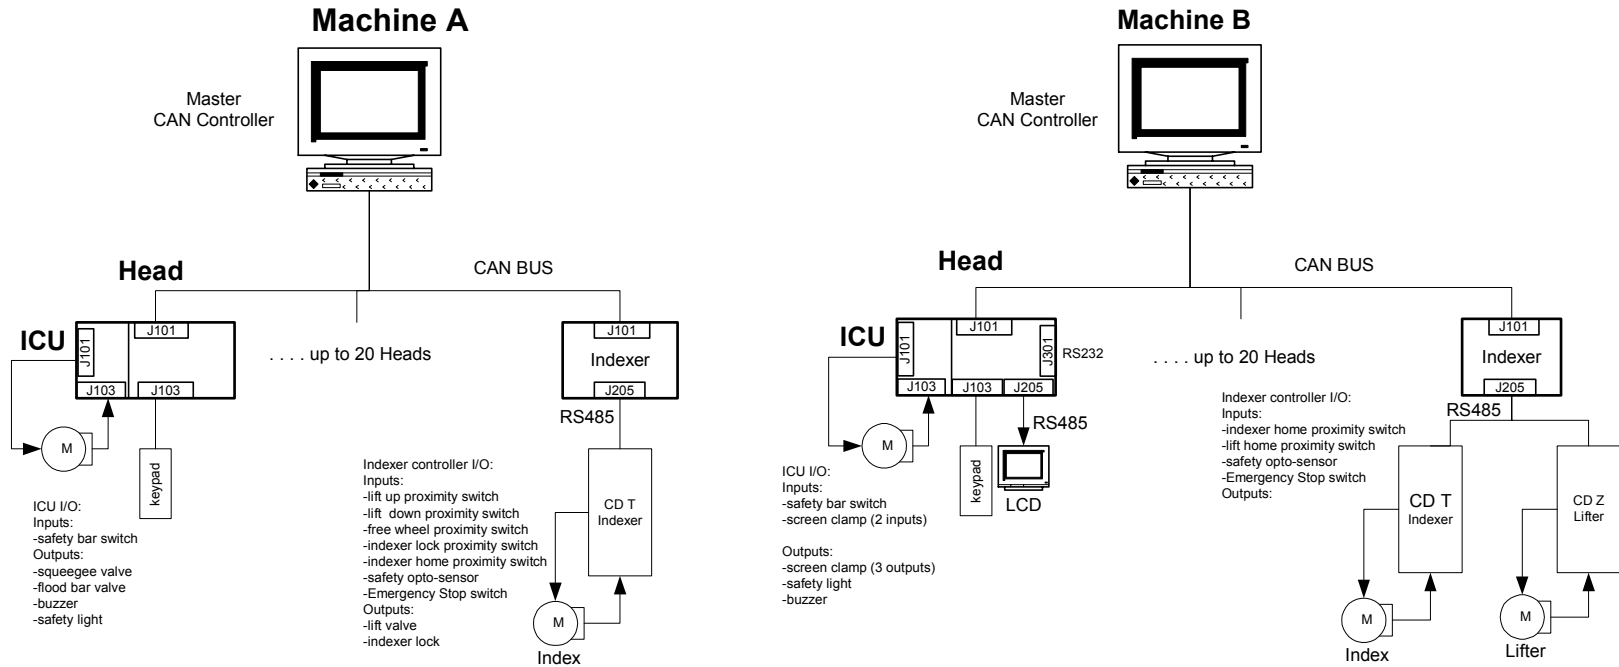 Machine A
Master
CAN Controller
Head
CAN BUS
ICU
J101
J101
J103
J103
. . . . up to 20 Heads
J101
Indexer
J205
RS485
M
keypad
ICU I/O:
Inputs:
-safety bar switch
Outputs:
-squeegee valve
-flood bar valve
-buzzer
-safety light
Indexer controller I/O:
Inputs:
-lift up proximity switch
-lift down proximity switch
-free wheel proximity switch
-indexer lock proximity switch
-indexer home proximity switch
-safety opto-sensor
-Emergency Stop switch
Outputs:
-lift valve
-indexer lock
CD T
Indexer
M
Index
Machine B
Master
CAN Controller
Head
CAN BUS
ICU
J101
J101
J301
RS232
J103
J103
J205
. . . . up to 20 Heads
J101
Indexer
J205
RS485
RS485
M
keypad
LCD
ICU I/O:
Inputs:
-safety bar switch
-screen clamp (2 inputs)
Outputs:
-screen clamp (3 outputs)
-safety light
-buzzer
Indexer controller I/O:
Inputs:
-indexer home proximity switch
-lift home proximity switch
-safety opto-sensor
-Emergency Stop switch
Outputs:
CD T
Indexer
CD Z
Lifter
M
Index
M
Lifter